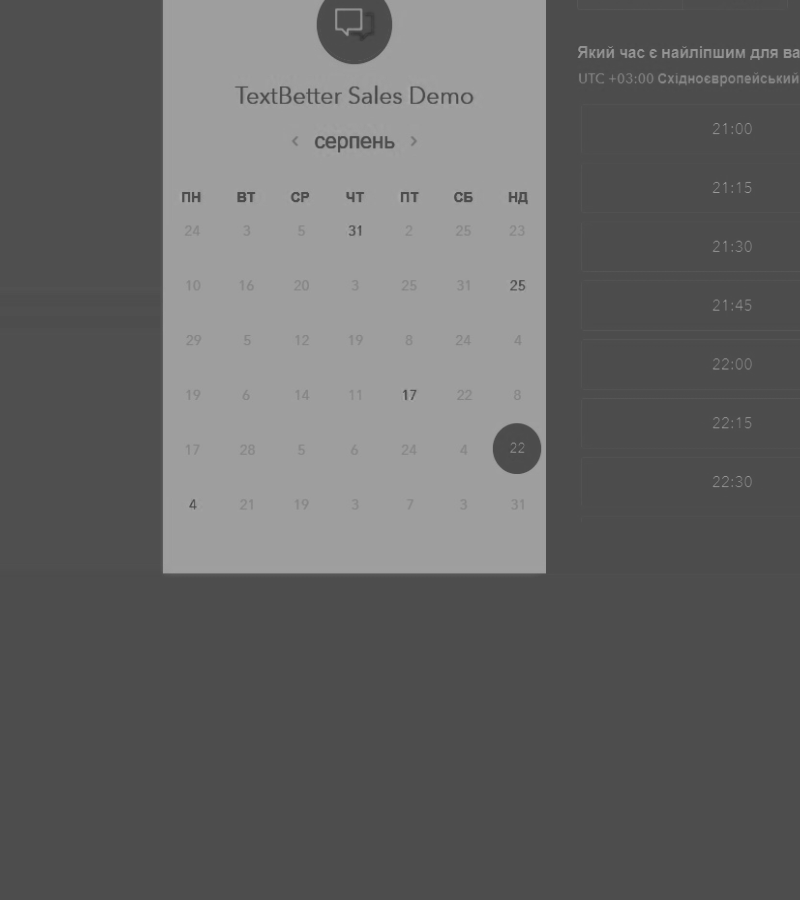 TextBetter Sales Demo
‹ серпень ›
ПН ВТ СР ЧТ ПТ СБ НД
24 3 5 31 2 25 23
10 16 20 3 25 31 25
29 5 12 19 8 24 4
19 6 14 11 17 22 8
17 28 5 6 24 4 22
4 21 19 3 7 3 31
Який час є найліпшим для ва
UTC +03:00 Східноєвропейський
21:00
21:15
21:30
21:45
22:00
22:15
22:30